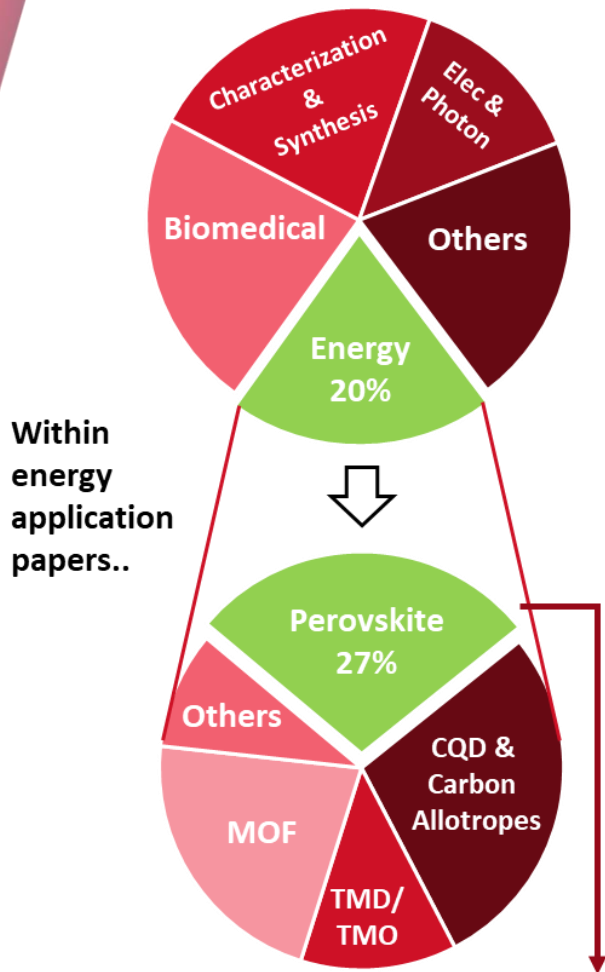 Characterization
&
Synthesis
Elec &
Photon
Biomedical
Others
Energy
20%
Within
energy
application
papers..
Perovskite
27%
Others
CQD &
Carbon
Allotropes
MOF
TMD/
TMO